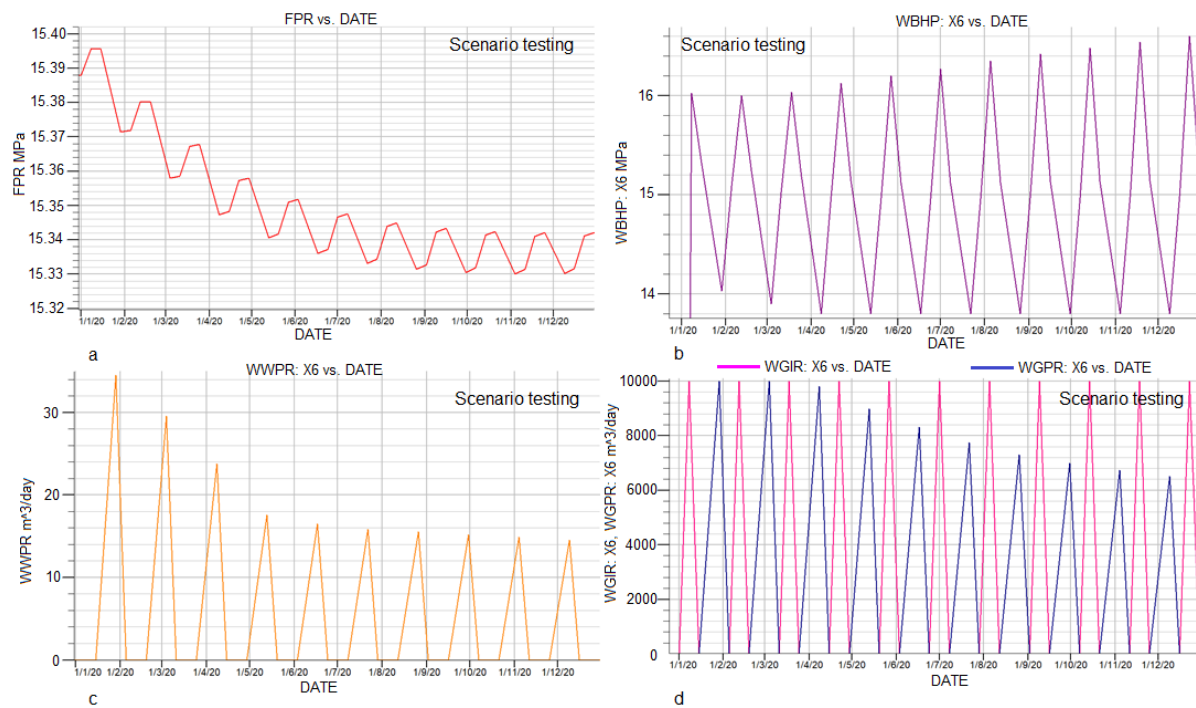 FPR vs. DATE
Scenario testing
15.40
15.39
15.38
15.37
15.36
15.35
15.34
15.33
15.32
FPR MPa
1/1/20 1/2/20 1/3/20 1/4/20 1/5/20 1/6/20 1/7/20 1/8/20 1/9/20 1/10/20 1/11/20 1/12/20
DATE
a
WBHP: X6 vs. DATE
Scenario testing
16
15
14
WBHP: X6 MPa
1/1/20 1/2/20 1/3/20 1/4/20 1/5/20 1/6/20 1/7/20 1/8/20 1/9/20 1/10/20 1/11/20 1/12/20
DATE
b
WWPR: X6 vs. DATE
Scenario testing
30
20
10
0
WWPR m^3/day
1/1/20 1/2/20 1/3/20 1/4/20 1/5/20 1/6/20 1/7/20 1/8/20 1/9/20 1/10/20 1/11/20 1/12/20
DATE
c
WGIR: X6 vs. DATE WGPR: X6 vs. DATE
Scenario testing
10000
8000
6000
4000
2000
0
WGIR: X6, WGPR: X6 m^3/day
1/1/20 1/2/20 1/3/20 1/4/20 1/5/20 1/6/20 1/7/20 1/8/20 1/9/20 1/10/20 1/11/20 1/12/20
DATE
d